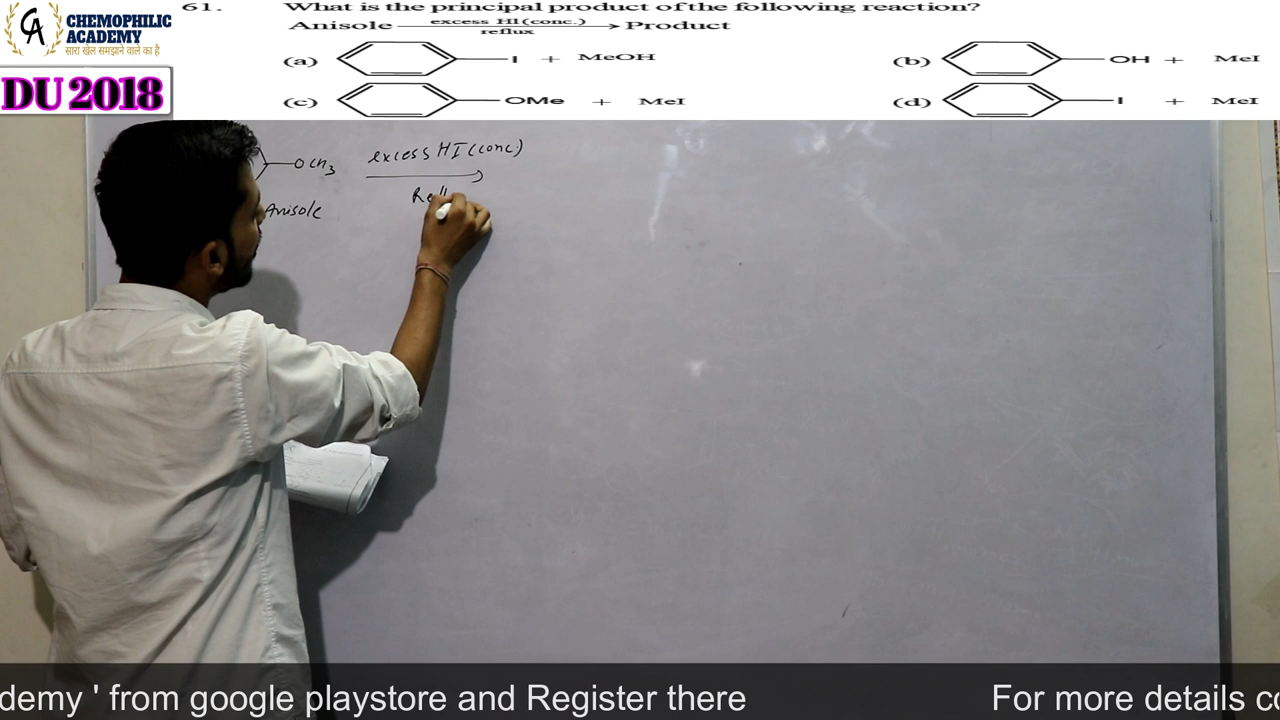 61. What is the principal product of the following reaction?
Anisole excess HI (conc.) reflux Product
(a) I + MeOH
(b) OH + MeI
(c) OMe + MeI
(d) I + MeI
CA CHEMOPHILIC ACADEMY
सारा खेल समझाने वाले का है
DU 2018
OCH3 excess HI (conc)
Anisole
demy ' from google playstore and Register there For more details co